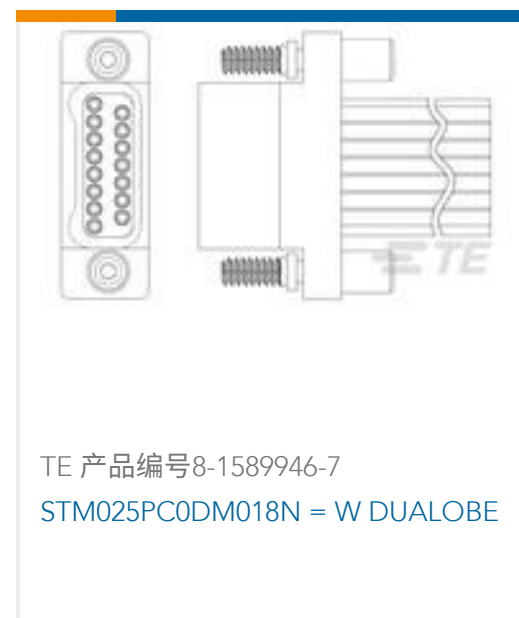 TE
TE 产品编号8-1589946-7
STM025PC0DM018N = W DUALOBE